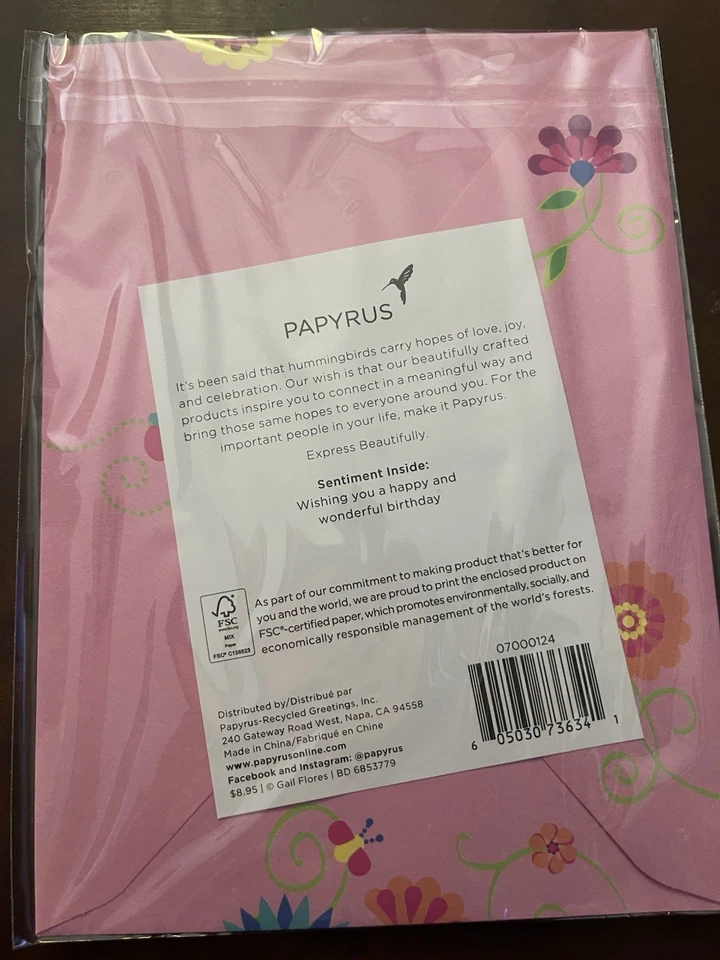 PAPYRUS
It's been said that hummingbirds carry hopes of love, joy,
and celebration. Our wish is that our beautifully crafted
products inspire you to connect in a meaningful way and
bring those same hopes to everyone around you. For the
important people in your life, make it Papyrus.
Express Beautifully.
Sentiment Inside:
Wishing you a happy and
wonderful birthday
FSC
MIX
Paper
FSC® C138823
As part of our commitment to making product that's better for
you and the world, we are proud to print the enclosed product on
FSC®-certified paper, which promotes environmentally, socially, and
economically responsible management of the world's forests.
Distributed by/Distribué par
Papyrus-Recycled Greetings, Inc.
240 Gateway Road West, Napa, CA 94558
Made in China/Fabriqué en Chine
www.papyrusonline.com
Facebook and Instagram: @papyrus
$8.95 | © Gail Flores | BD 6853779
07000124
6 05030 73634 1